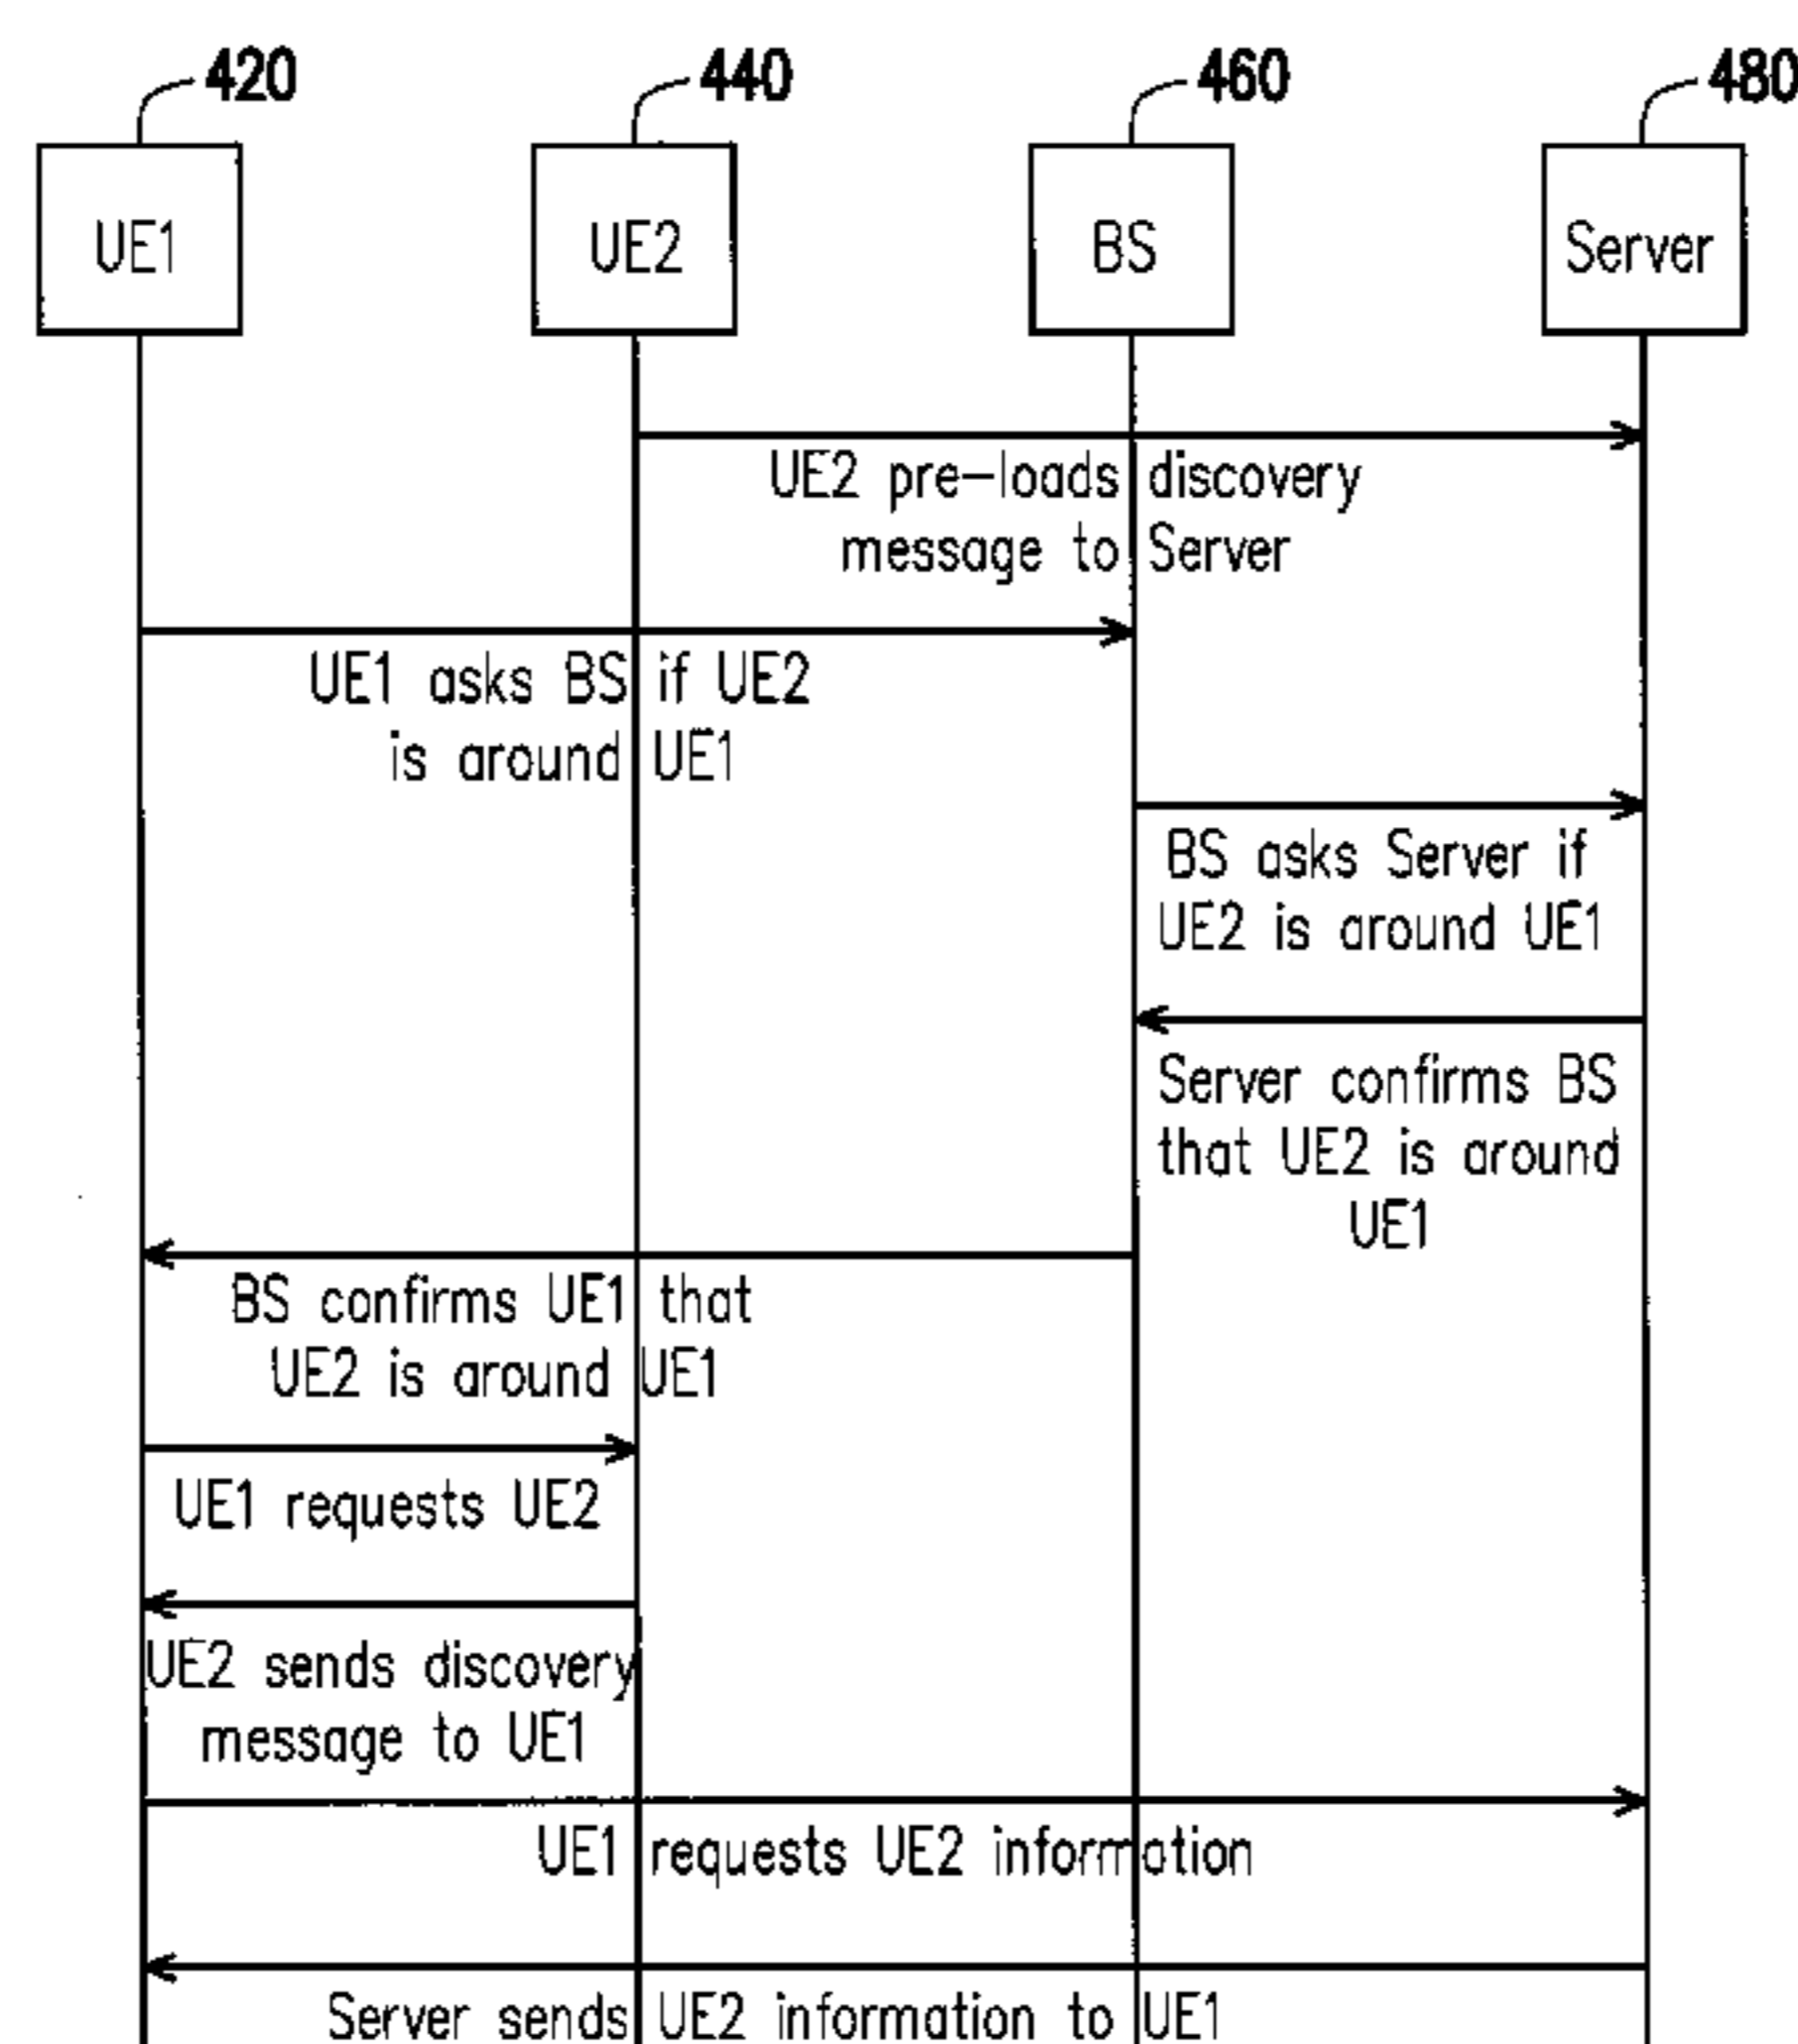 420
440
460
480
UE1
UE2
BS
Server
UE2 pre-loads discovery
message to Server
UE1 asks BS if UE2
is around UE1
BS asks Server if
UE2 is around UE1
Server confirms BS
that UE2 is around
UE1
BS confirms UE1 that
UE2 is around UE1
UE1 requests UE2
UE2 sends discovery
message to UE1
UE1 requests UE2 information
Server sends UE2 information to UE1